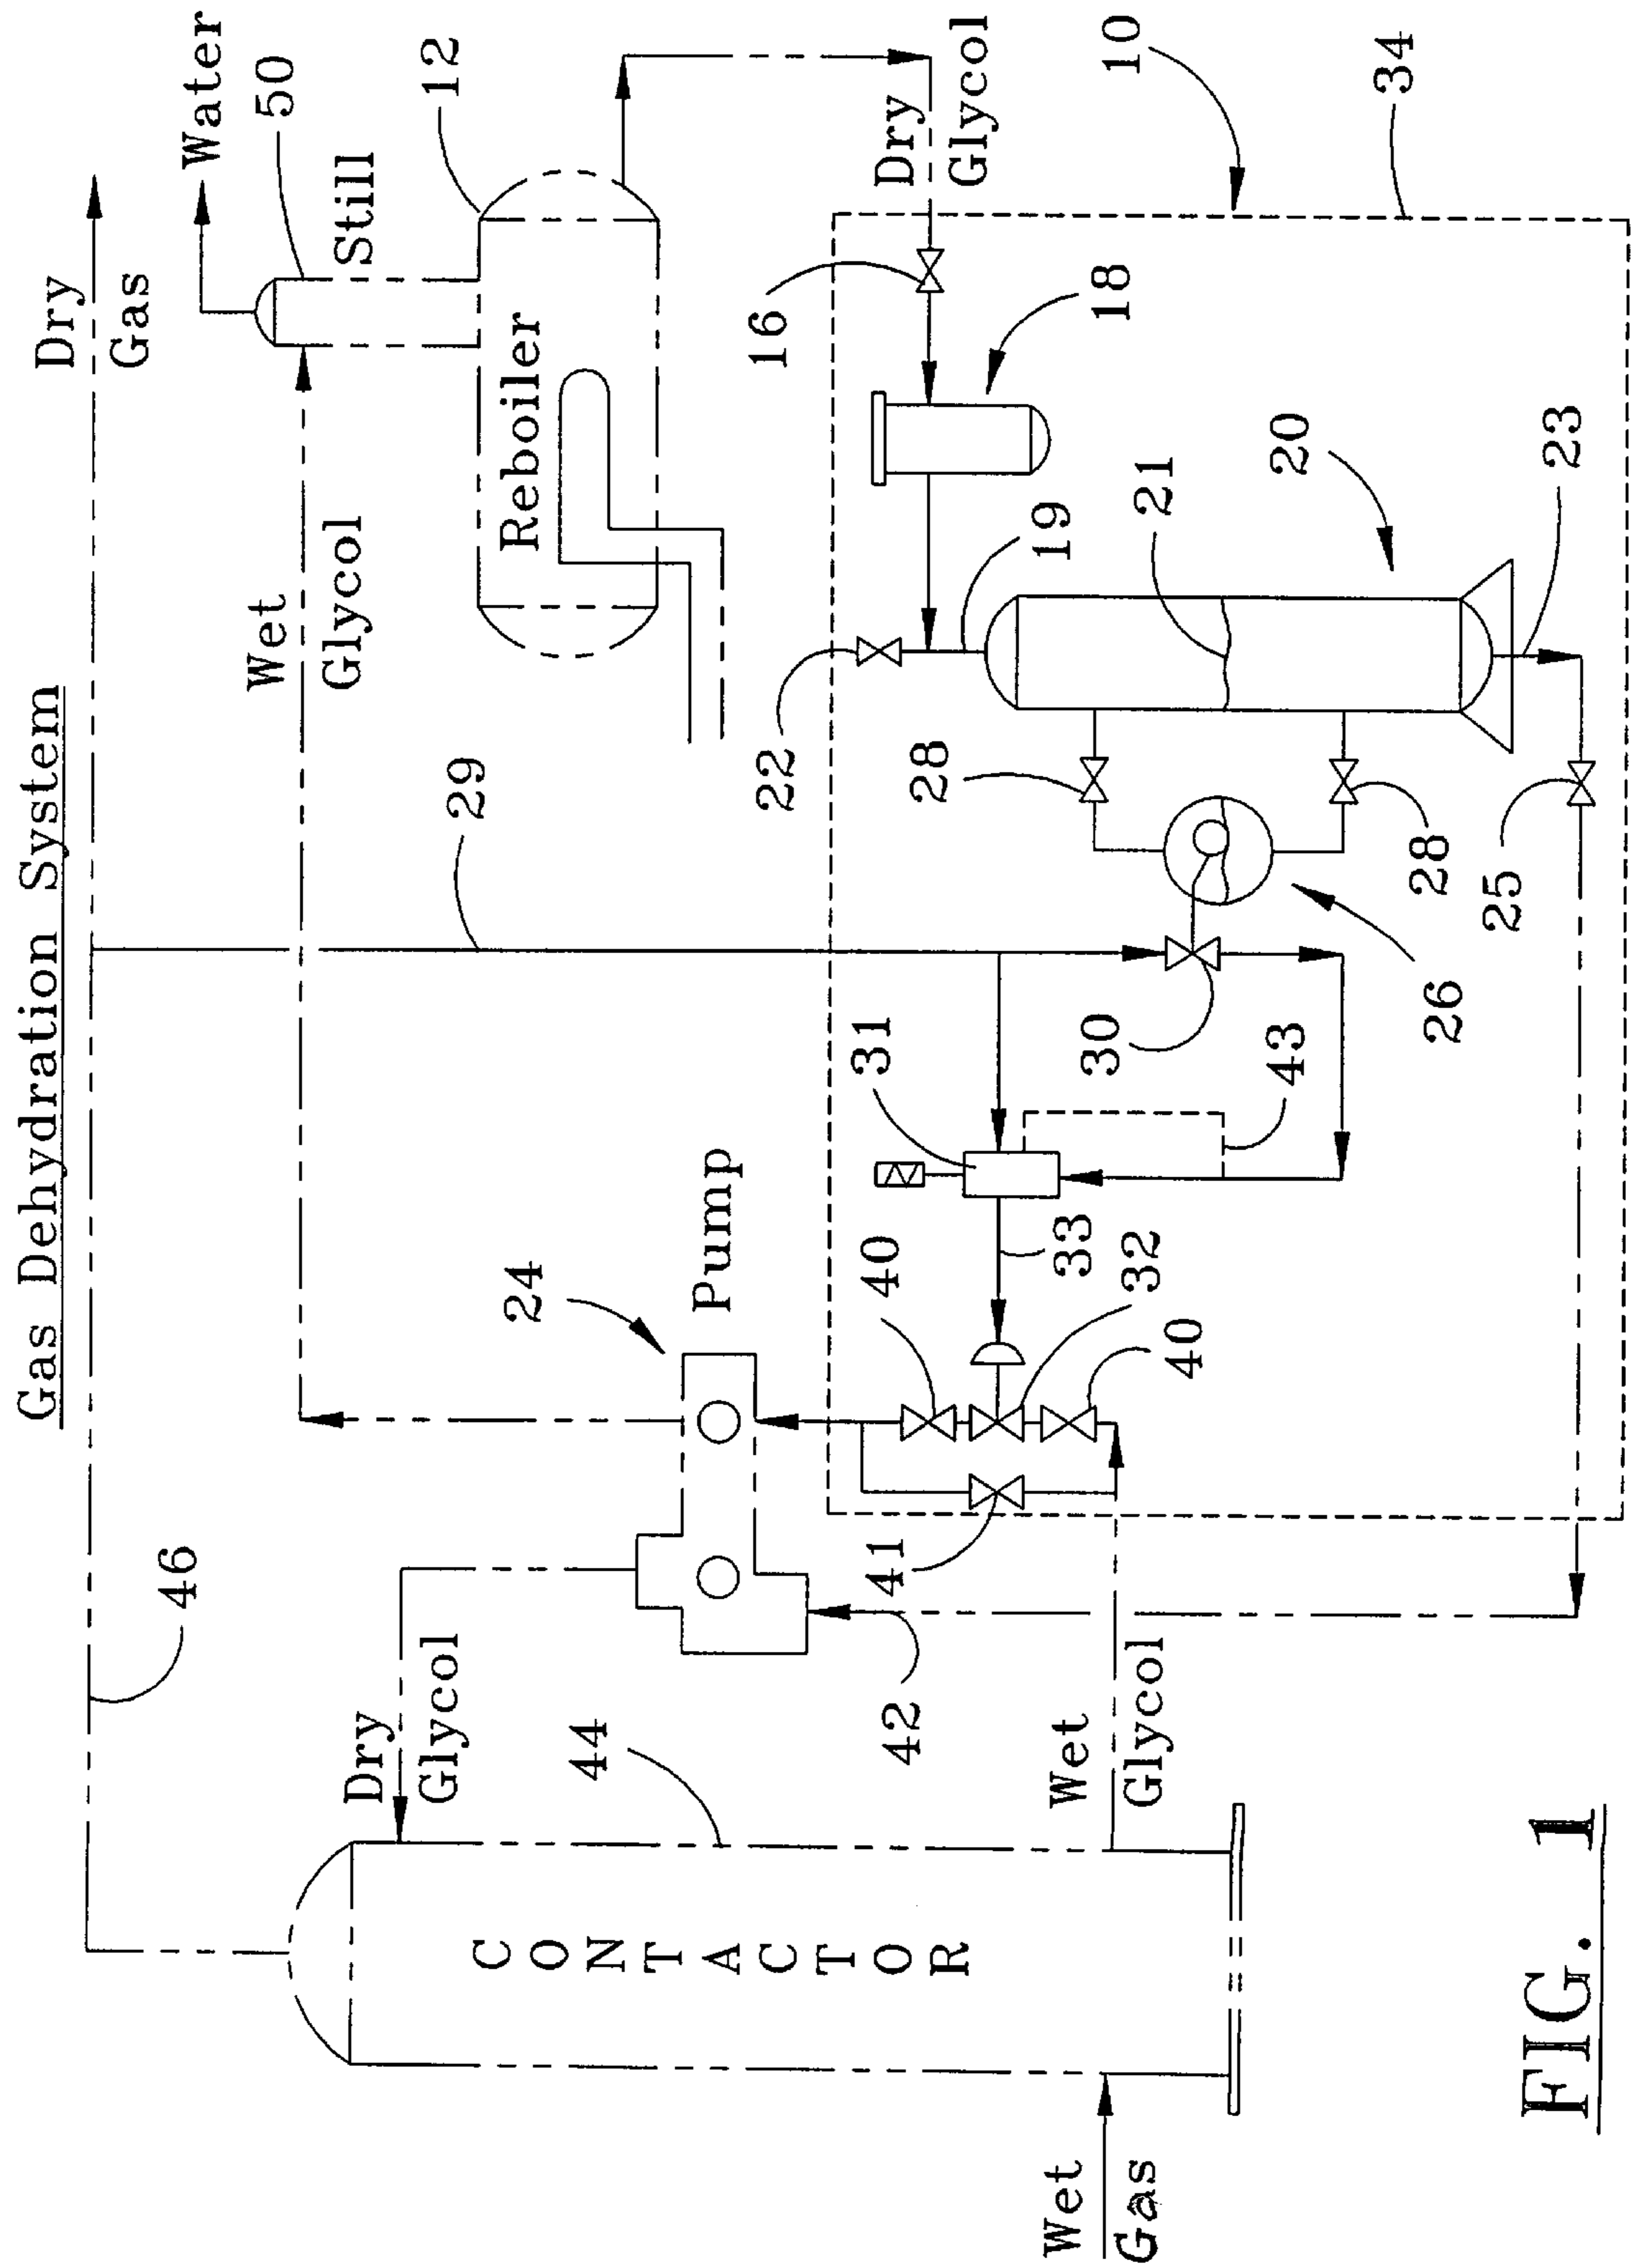 Gas Dehydration System
Dry
Gas
Water
50
Still
12
Wet
Glycol
Reboiler
46
29
24
Pump
Dry
Glycol
44
CONTACTOR
42
Wet
Glycol
Wet
Gas
Dry
Glycol
10
34
16
18
19
22
21
20
23
28
28
25
26
30
31
43
33
40
32
40
41
FIG. 1